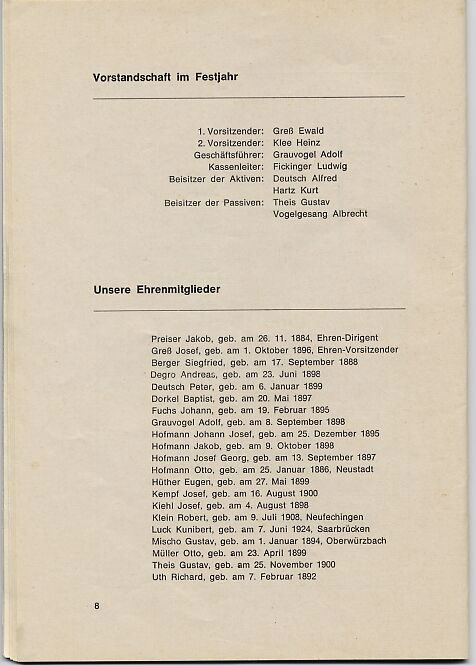 Vorstandschaft im Festjahr
1. Vorsitzender: Greß Ewald
2. Vorsitzender: Klee Heinz
Geschäftsführer: Grauvogel Adolf
Kassenleiter: Fickinger Ludwig
Beisitzer der Aktiven: Deutsch Alfred
Hartz Kurt
Beisitzer der Passiven: Theis Gustav
Vogelgesang Albrecht
Unsere Ehrenmitglieder
Preiser Jakob, geb. am 26. 11. 1884, Ehren-Dirigent
Greß Josef, geb. am 1. Oktober 1896, Ehren-Vorsitzender
Berger Siegfried, geb. am 17. September 1888
Degro Andreas, geb. am 23. Juni 1898
Deutsch Peter, geb. am 6. Januar 1899
Dorkel Baptist, geb. am 20. Mai 1897
Fuchs Johann, geb. am 19. Februar 1895
Grauvogel Adolf, geb. am 8. September 1898
Hofmann Johann Josef, geb. am 25. Dezember 1895
Hofmann Jakob, geb. am 9. Oktober 1898
Hofmann Josef Georg, geb. am 13. September 1897
Hofmann Otto, geb. am 25. Januar 1886, Neustadt
Hüther Eugen, geb. am 27. Mai 1899
Kempf Josef, geb. am 16. August 1900
Kiehl Josef, geb. am 4. August 1898
Klein Robert, geb. am 9. Juli 1908, Neufechingen
Luck Kunibert, geb. am 7. Juni 1924, Saarbrücken
Mischo Gustav, geb. am 1. Januar 1894, Oberwürzbach
Müller Otto, geb. am 23. April 1899
Theis Gustav, geb. am 25. November 1900
Uth Richard, geb. am 7. Februar 1892
8